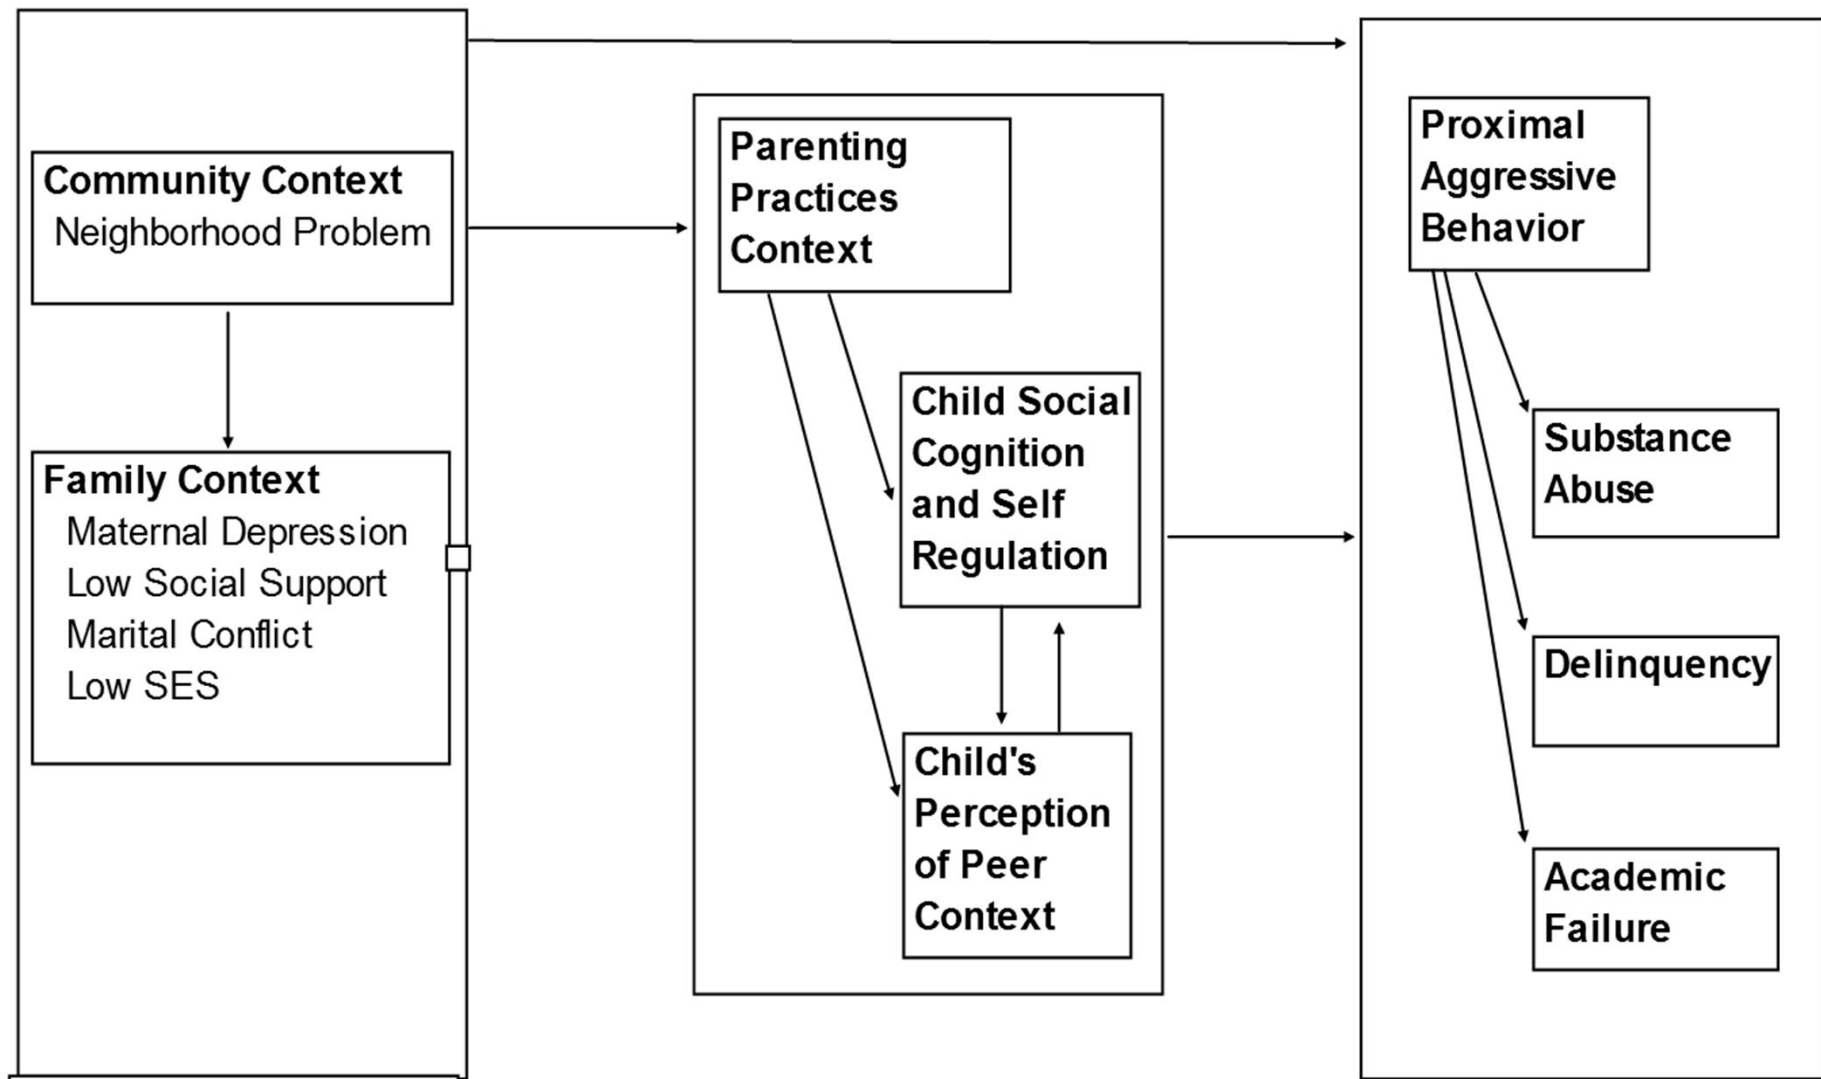 Community Context
Neighborhood Problem
Family Context
Maternal Depression
Low Social Support
Marital Conflict
Low SES
Parenting
Practices
Context
Child Social
Cognition
and Self
Regulation
Child's
Perception
of Peer
Context
Proximal
Aggressive
Behavior
Substance
Abuse
Delinquency
Academic
Failure